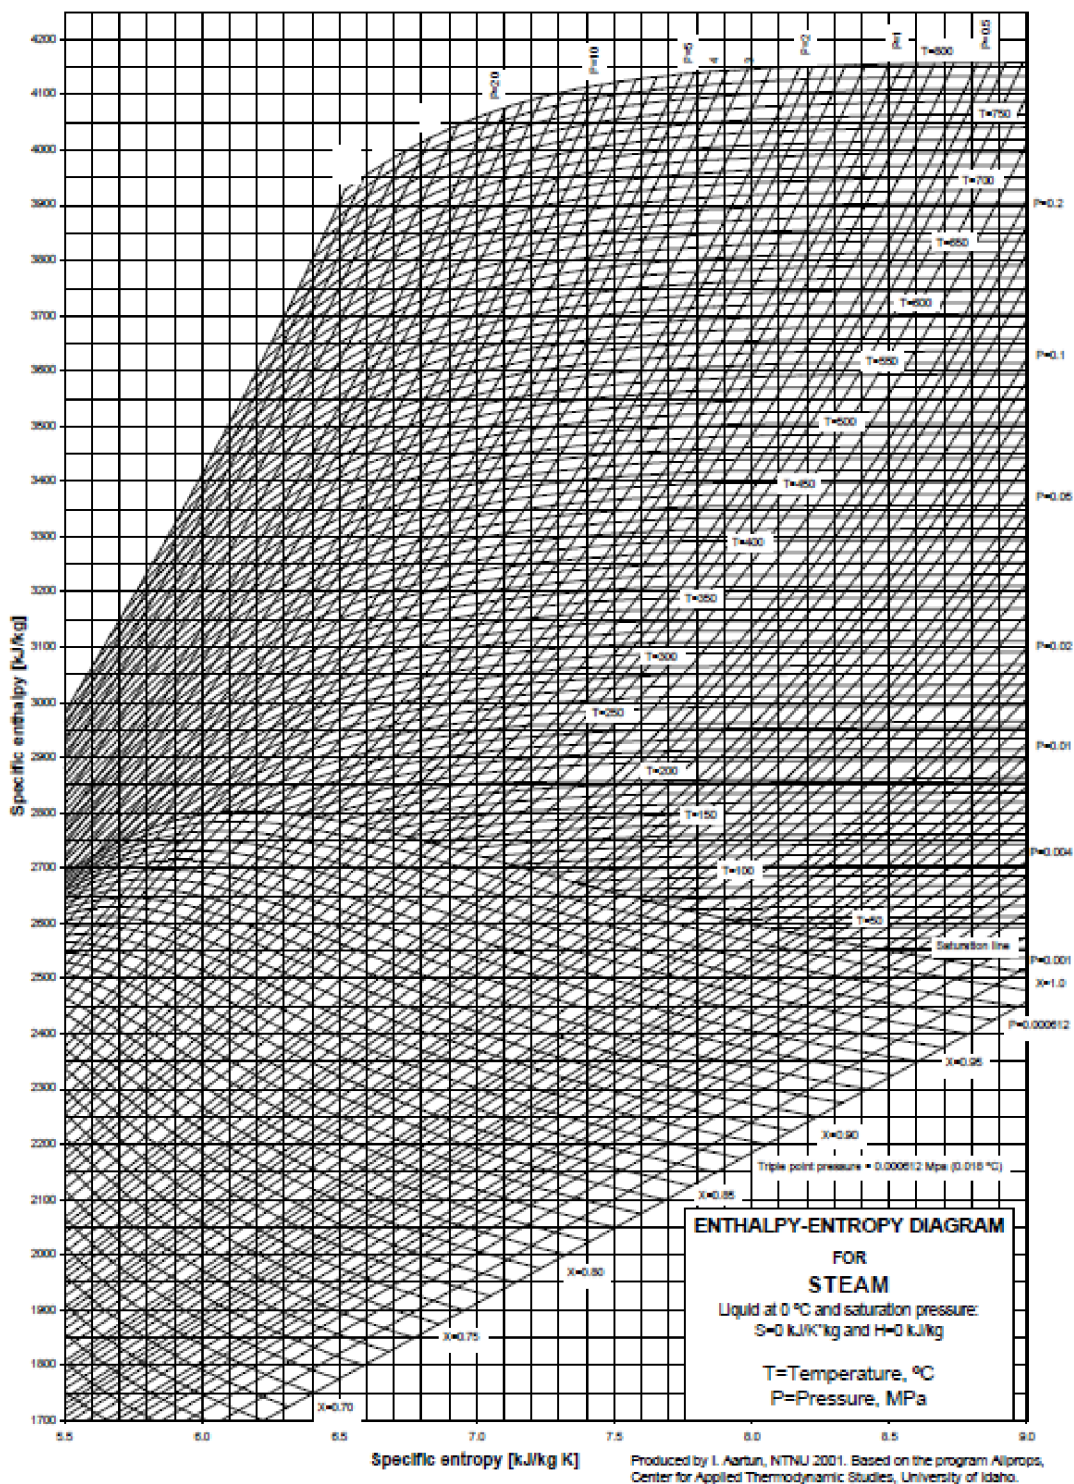 4200
4100
4000
3900
3800
3700
3600
3500
3400
3300
3200
3100
3000
2900
2800
2700
2600
2500
2400
2300
2200
2100
2000
1900
1800
1700
Specific enthalpy [kJ/kg]
P=20
P=10
P=5
4
3
P=2
P=1
P=0.5
T=800
T=750
T=700
P=0.2
T=650
T=600
P=0.1
T=550
T=500
T=450
P=0.05
T=400
T=350
T=300
P=0.02
T=250
P=0.01
T=200
T=150
P=0.004
T=100
T=50
Saturation line
P=0.001
X=1.0
P=0.000612
X=0.95
X=0.90
Triple point pressure = 0.000612 Mpa (0.018 ºC)
X=0.85
X=0.80
X=0.75
X=0.70
ENTHALPY-ENTROPY DIAGRAM
FOR
STEAM
Liquid at 0 ºC and saturation pressure:
S=0 kJ/K*kg and H=0 kJ/kg
T=Temperature, ºC
P=Pressure, MPa
5.5 6.0 6.5 7.0 7.5 8.0 8.5 9.0
Specific entropy [kJ/kg K]
Produced by I. Aartun, NTNU 2001. Based on the program Allprops,
Center for Applied Thermodynamic Studies, University of Idaho.